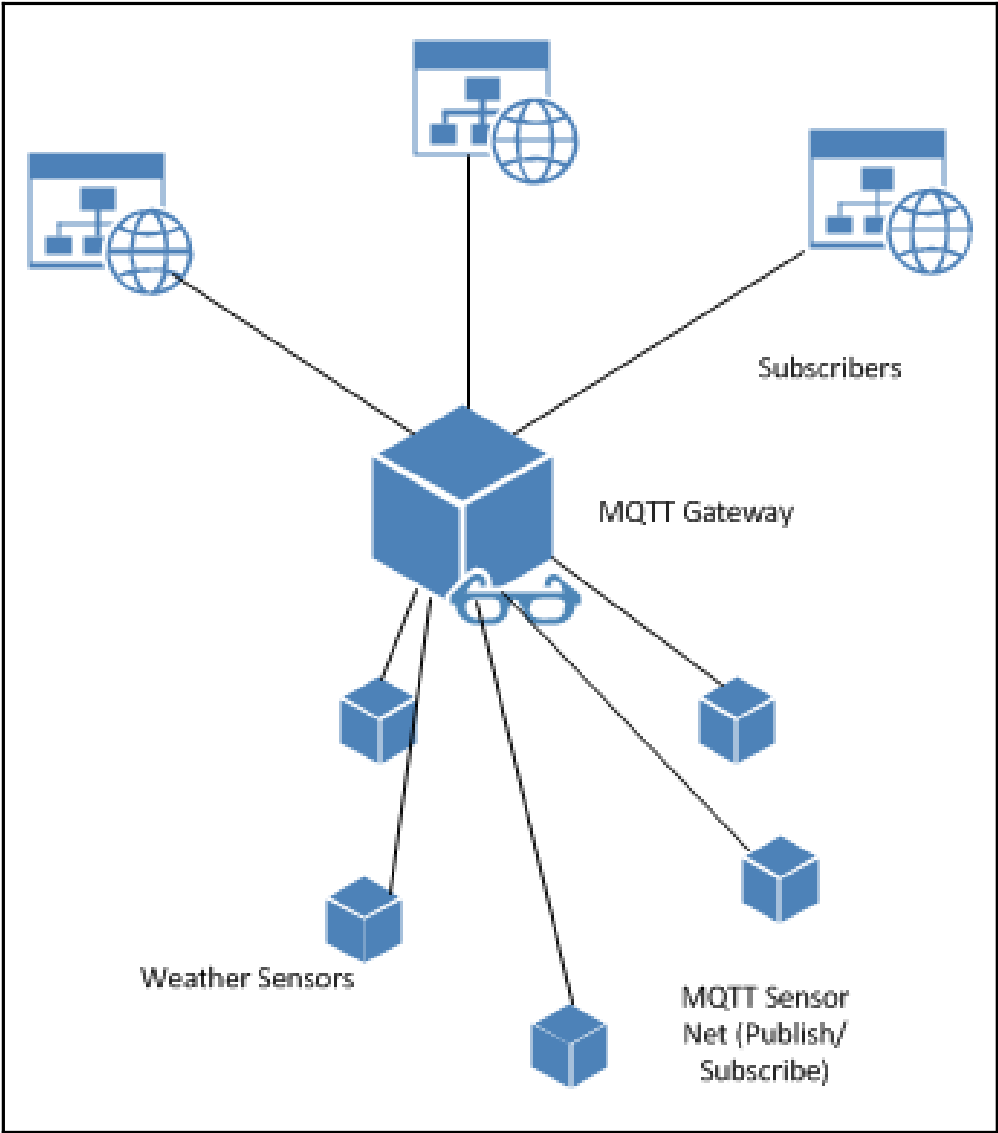 Subscribers
MQTT Gateway
Weather Sensors
MQTT Sensor
Net (Publish/
Subscribe)